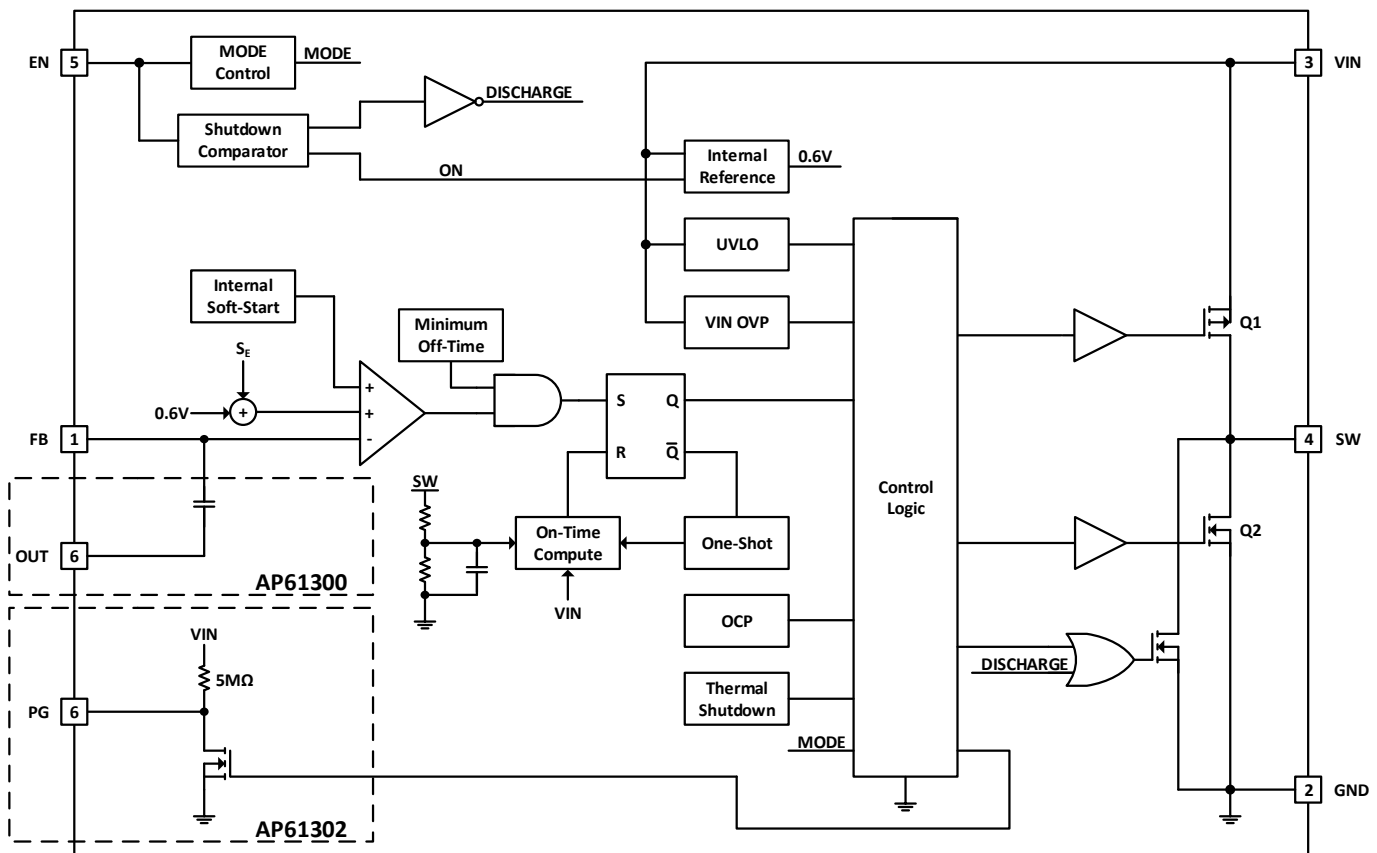 EN
5
MODE
Control
MODE
DISCHARGE
Shutdown
Comparator
ON
3
VIN
Internal
Reference
0.6V
UVLO
VIN OVP
Internal
Soft-Start
Minimum
Off-Time
SE
0.6V
+
+
+
-
FB
1
S
Q
R
Q̅
Control
Logic
Q1
4
SW
SW
On-Time
Compute
One-Shot
VIN
Q2
OUT
6
AP61300
OCP
Thermal
Shutdown
MODE
DISCHARGE
VIN
5MΩ
PG
6
AP61302
2
GND